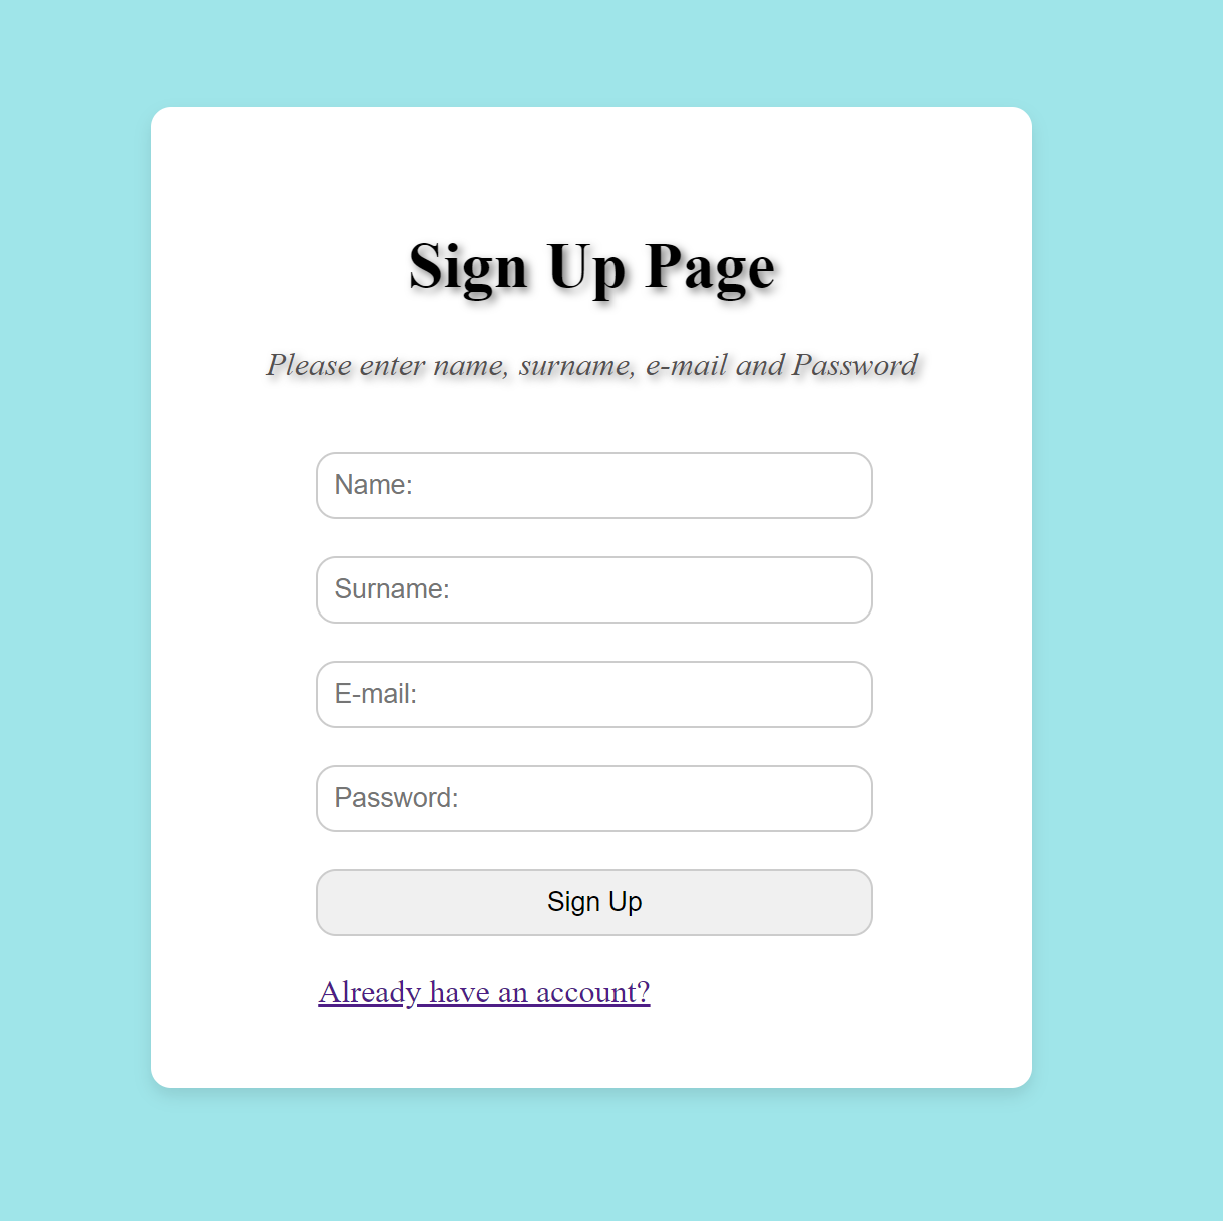 Sign Up Page
Please enter name, surname, e-mail and Password
Name:
Surname:
E-mail:
Password:
Sign Up
Already have an account?